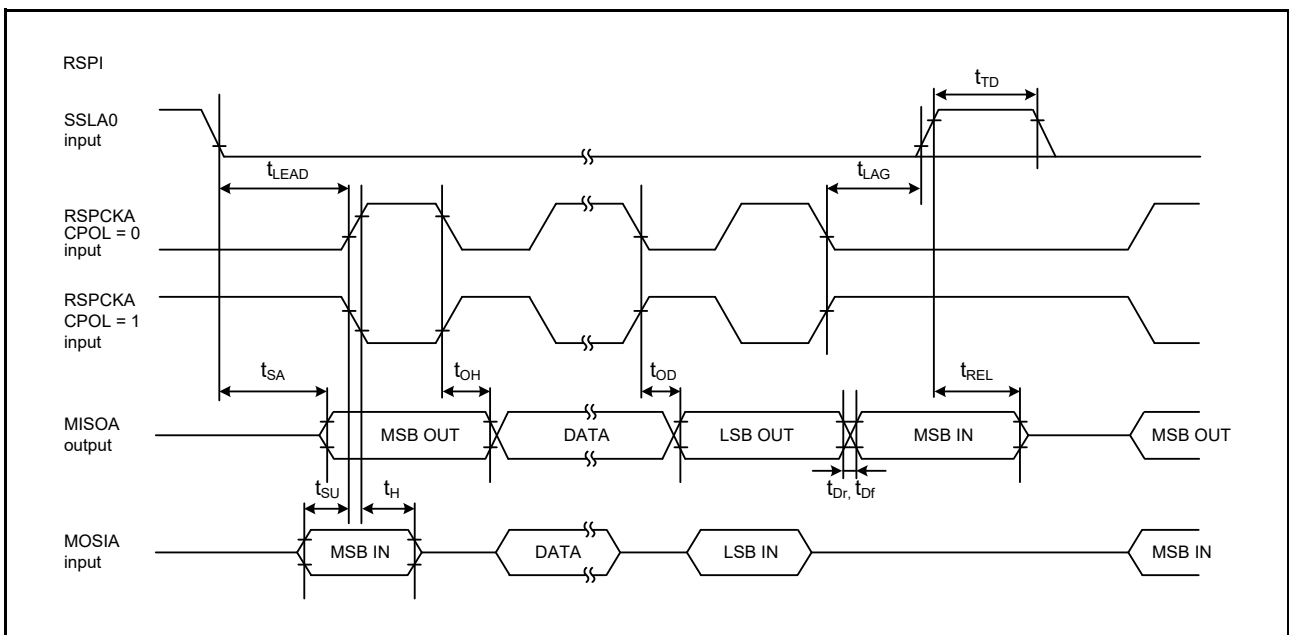 RSPI
tTD
SSLA0
input
tLEAD
tLAG
RSPCKA
CPOL = 0
input
RSPCKA
CPOL = 1
input
tSA
tOH
tOD
tREL
MISOA
output
MSB OUT
DATA
LSB OUT
MSB IN
MSB OUT
tSU
tH
tDr, tDf
MOSIA
input
MSB IN
DATA
LSB IN
MSB IN